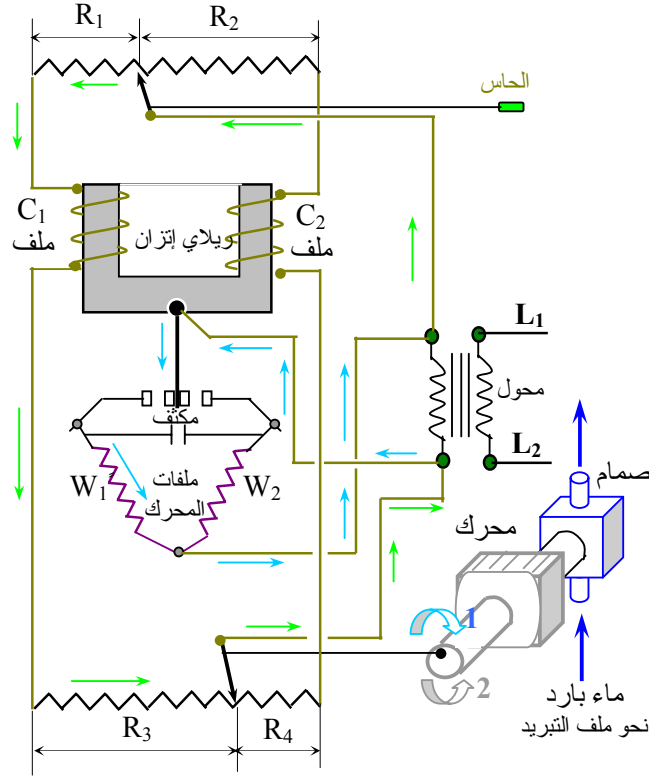 R1
R2
الحاس
C1
ملف
ريلاي إتزان
C2
ملف
L1
محول
L2
مكثف
W1
ملفات
المحرك
W2
صمام
محرك
1
2
ماء بارد
نحو ملف التبريد
R3
R4